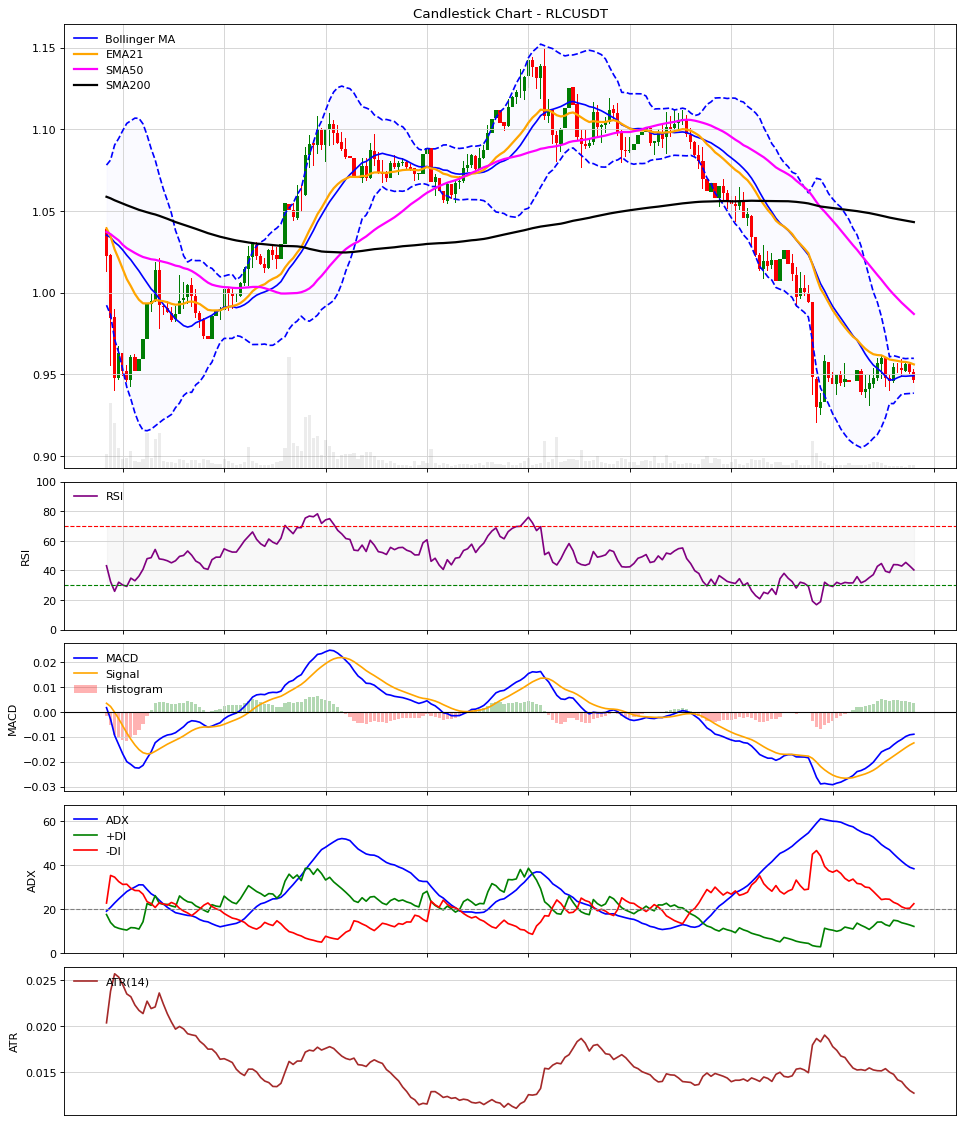 Candlestick Chart - RLCUSDT
Bollinger MA
EMA21
SMA50
SMA200
1.15
1.10
1.05
1.00
0.95
0.90
RSI
RSI
100
80
60
40
20
0
MACD
Signal
Histogram
MACD
0.02
0.01
0.00
−0.01
−0.02
−0.03
ADX
+DI
-DI
ADX
60
40
20
0
ATR(14)
ATR
0.025
0.020
0.015